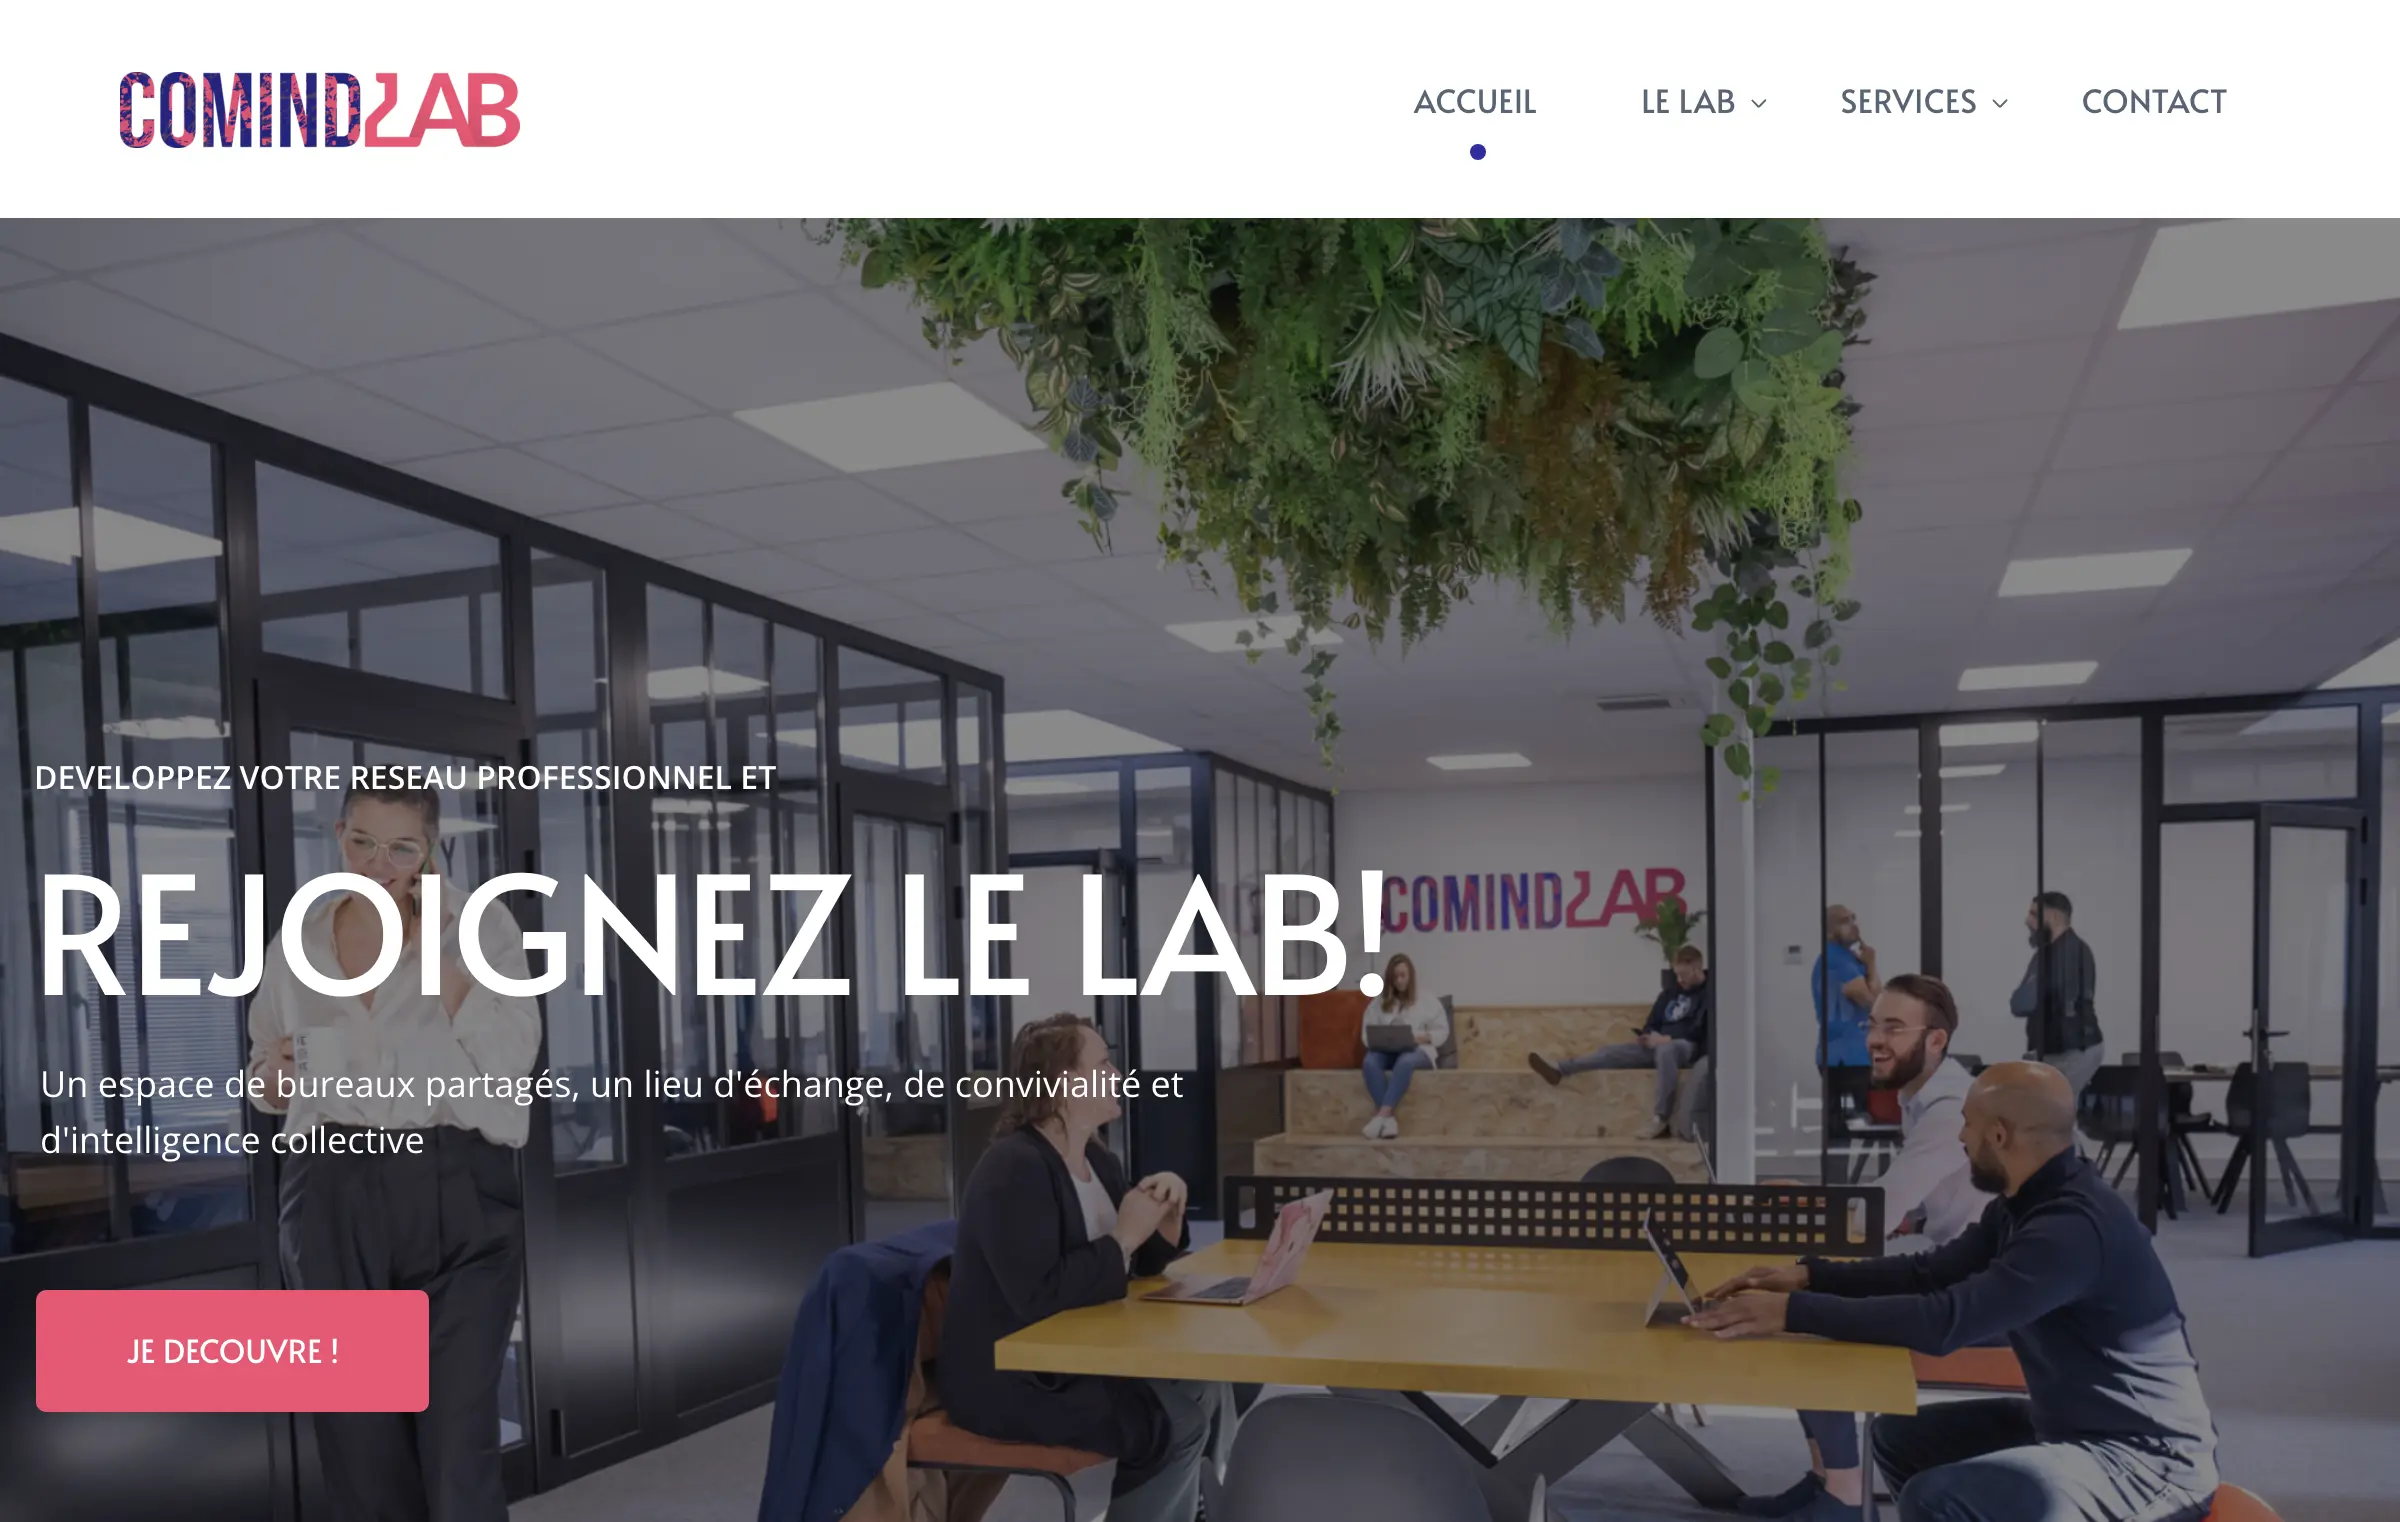 COMINDLAB
ACCUEIL
LE LAB
SERVICES
CONTACT
DEVELOPPEZ VOTRE RESEAU PROFESSIONNEL ET
REJOIGNEZ LE LAB!
COMINDLAB
Un espace de bureaux partagés, un lieu d'échange, de convivialité et
d'intelligence collective
JE DECOUVRE !